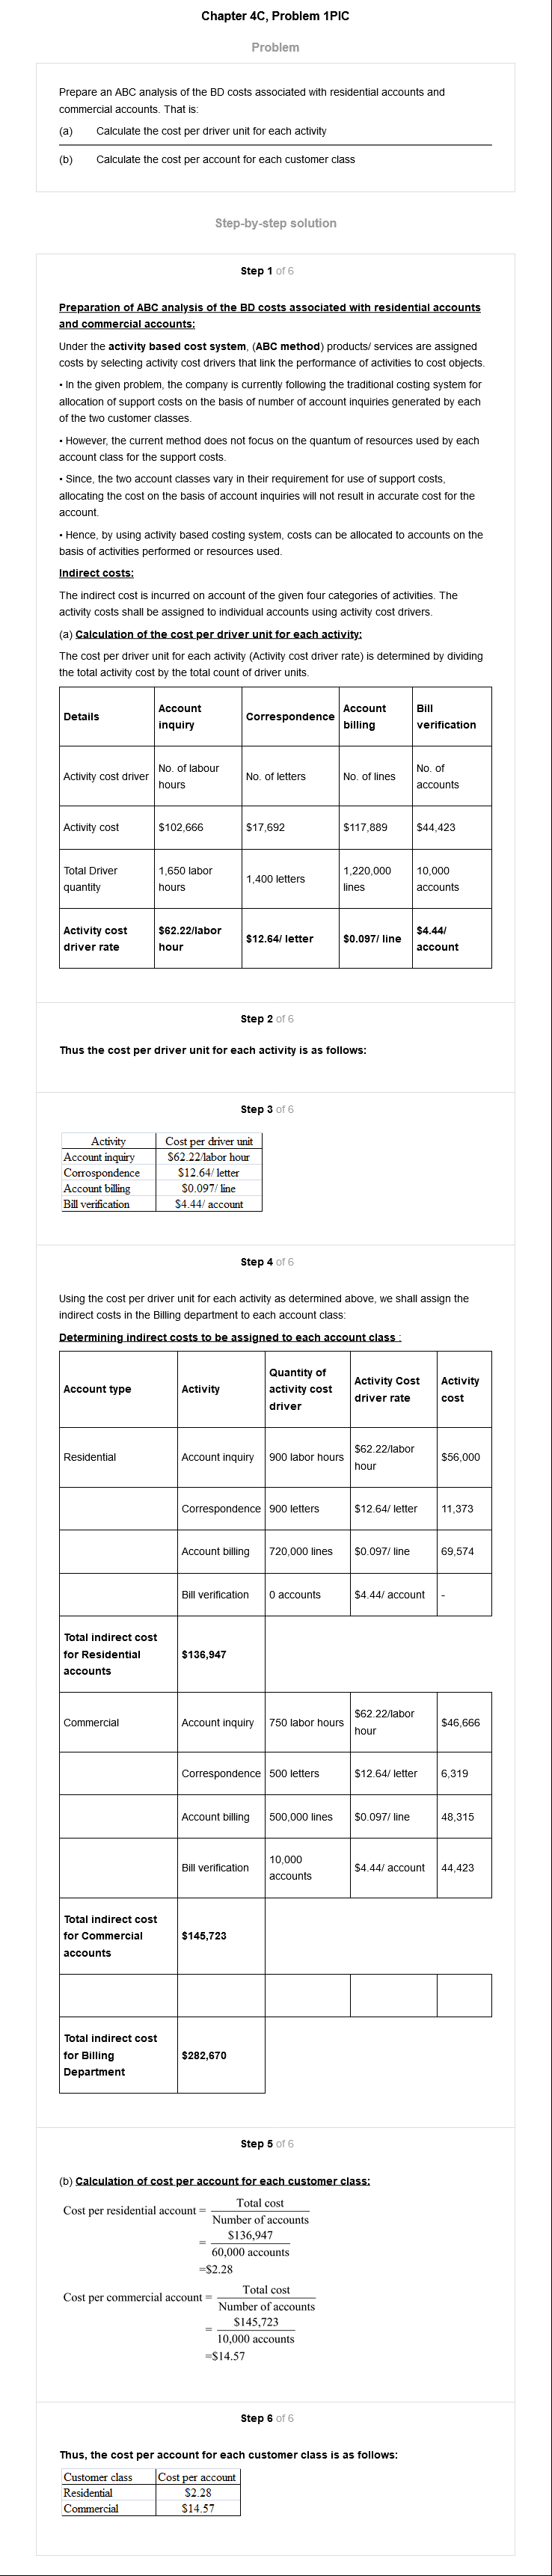 Chapter 4C, Problem 1PIC
Problem
Prepare an ABC analysis of the BD costs associated with residential accounts and
commercial accounts. That is:
(a) Calculate the cost per driver unit for each activity
(b) Calculate the cost per account for each customer class
Step-by-step solution
Step 1 of 6
Preparation of ABC analysis of the BD costs associated with residential accounts
and commercial accounts:
Under the activity based cost system, (ABC method) products/ services are assigned
costs by selecting activity cost drivers that link the performance of activities to cost objects.
• In the given problem, the company is currently following the traditional costing system for
allocation of support costs on the basis of number of account inquiries generated by each
of the two customer classes.
• However, the current method does not focus on the quantum of resources used by each
account class for the support costs.
• Since, the two account classes vary in their requirement for use of support costs,
allocating the cost on the basis of account inquiries will not result in accurate cost for the
account.
• Hence, by using activity based costing system, costs can be allocated to accounts on the
basis of activities performed or resources used.
Indirect costs:
The indirect cost is incurred on account of the given four categories of activities. The
activity costs shall be assigned to individual accounts using activity cost drivers.
(a) Calculation of the cost per driver unit for each activity:
The cost per driver unit for each activity (Activity cost driver rate) is determined by dividing
the total activity cost by the total count of driver units.
Details Account inquiry Correspondence Account billing Bill verification
Activity cost driver No. of labour hours No. of letters No. of lines No. of accounts
Activity cost $102,666 $17,692 $117,889 $44,423
Total Driver quantity 1,650 labor hours 1,400 letters 1,220,000 lines 10,000 accounts
Activity cost driver rate $62.22/labor hour $12.64/ letter $0.097/ line $4.44/ account
Step 2 of 6
Thus the cost per driver unit for each activity is as follows:
Step 3 of 6
Activity Cost per driver unit
Account inquiry $62.22/labor hour
Corrospondence $12.64/ letter
Account billing $0.097/ line
Bill verification $4.44/ account
Step 4 of 6
Using the cost per driver unit for each activity as determined above, we shall assign the
indirect costs in the Billing department to each account class:
Determining indirect costs to be assigned to each account class :
Account type Activity Quantity of activity cost driver Activity Cost driver rate Activity cost
Residential Account inquiry 900 labor hours $62.22/labor hour $56,000
Correspondence 900 letters $12.64/ letter 11,373
Account billing 720,000 lines $0.097/ line 69,574
Bill verification 0 accounts $4.44/ account -
Total indirect cost for Residential accounts $136,947
Commercial Account inquiry 750 labor hours $62.22/labor hour $46,666
Correspondence 500 letters $12.64/ letter 6,319
Account billing 500,000 lines $0.097/ line 48,315
Bill verification 10,000 accounts $4.44/ account 44,423
Total indirect cost for Commercial accounts $145,723
Total indirect cost for Billing Department $282,670
Step 5 of 6
(b) Calculation of cost per account for each customer class:
Cost per residential account = Total cost
Number of accounts
= $136,947
60,000 accounts
=$2.28
Cost per commercial account = Total cost
Number of accounts
= $145,723
10,000 accounts
=$14.57
Step 6 of 6
Thus, the cost per account for each customer class is as follows:
Customer class Cost per account
Residential $2.28
Commercial $14.57